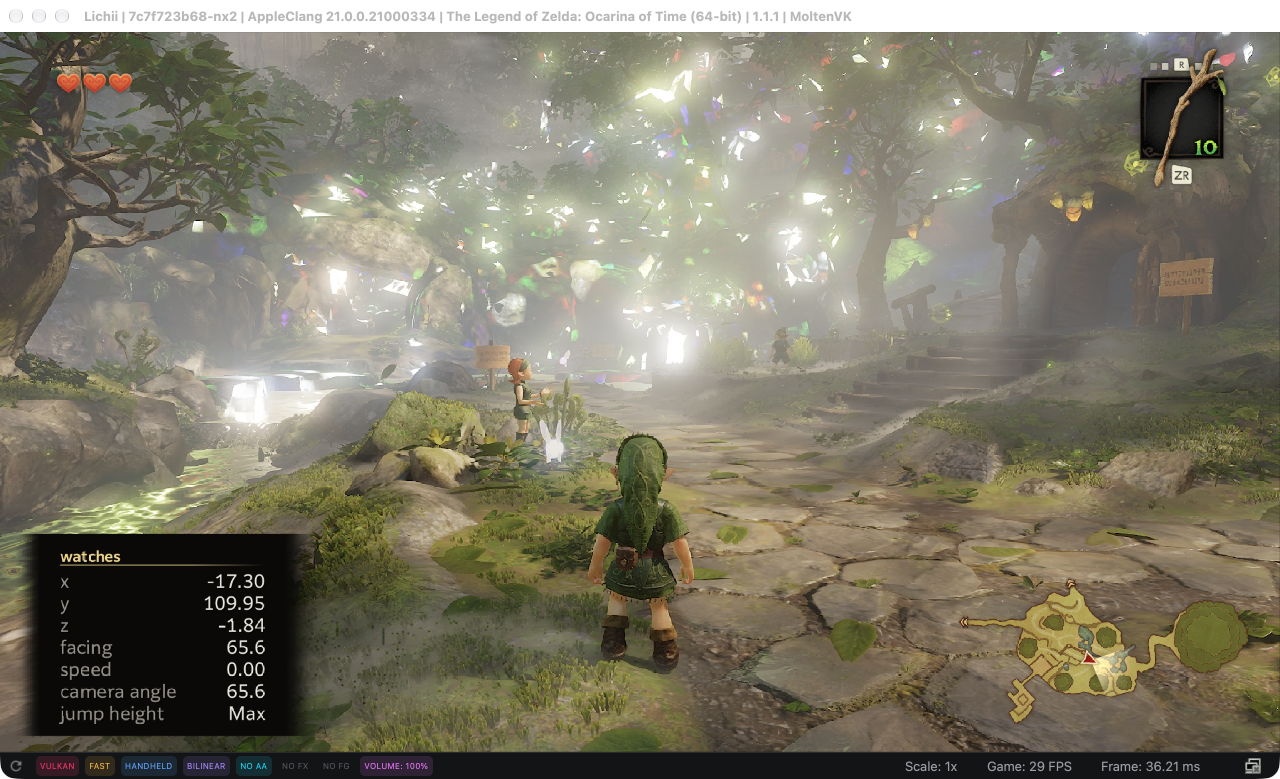 Lichii | 7c7f723b68-nx2 | AppleClang 21.0.0.21000334 | The Legend of Zelda: Ocarina of Time (64-bit) | 1.1.1 | MoltenVK
R
10
ZR
watches
x -17.30
y 109.95
z -1.84
facing 65.6
speed 0.00
camera angle 65.6
jump height Max
VULKAN FAST HANDHELD BILINEAR NO AA NO FX NO FG VOLUME: 100% Scale: 1x Game: 29 FPS Frame: 36.21 ms